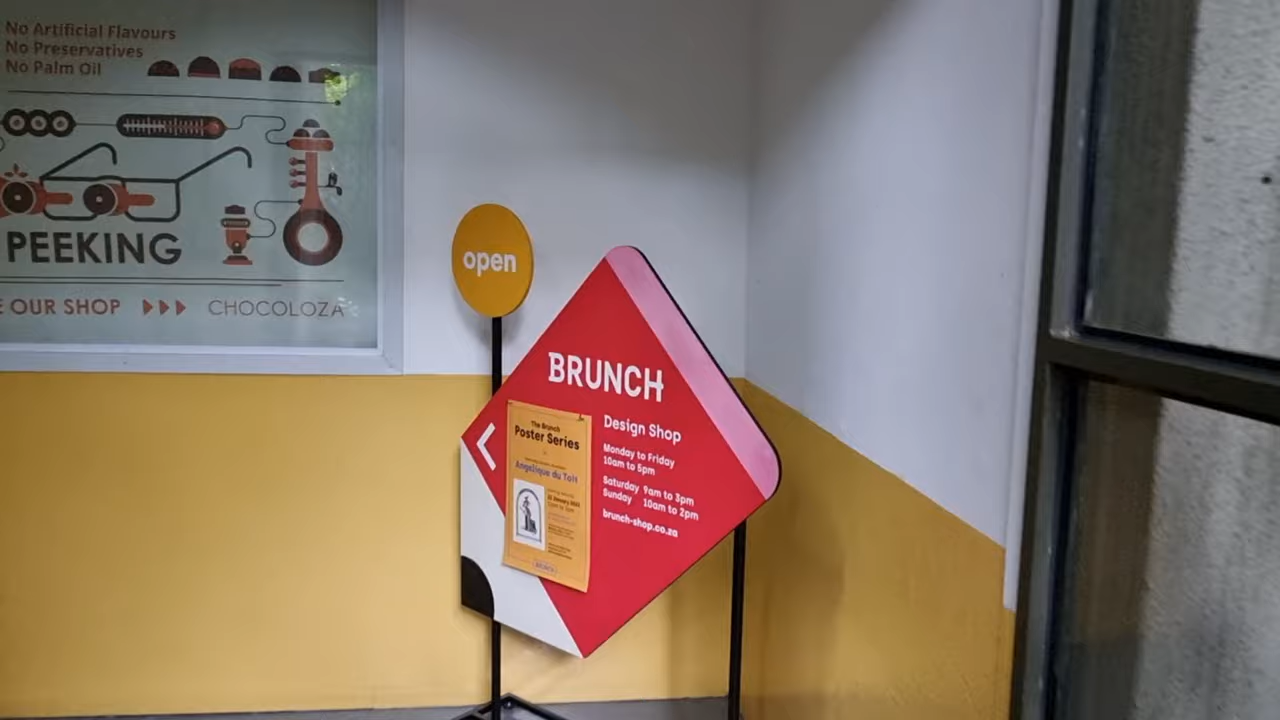 No Artificial Flavours
No Preservatives
No Palm Oil
PEEKING
OUR SHOP
CHOCOLOZA
open
BRUNCH
Design Shop
Monday to Friday
10am to 5pm
Saturday 9am to 3pm
Sunday 10am to 2pm
brunch-shop.co.za
The Brunch
Poster Series
Angelique du Toit